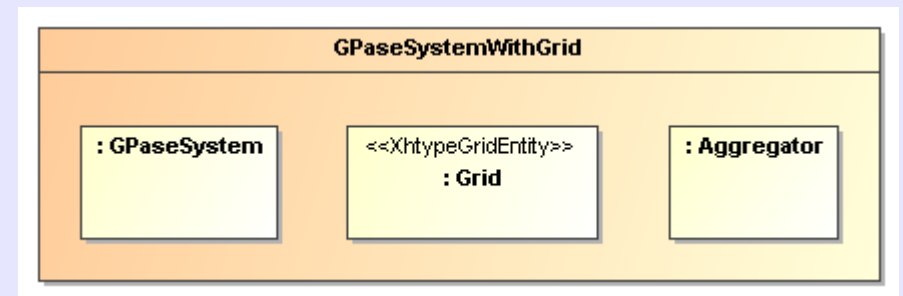 GPaseSystemWithGrid
: GPaseSystem
<<XhtypeGridEntity>>
: Grid
: Aggregator